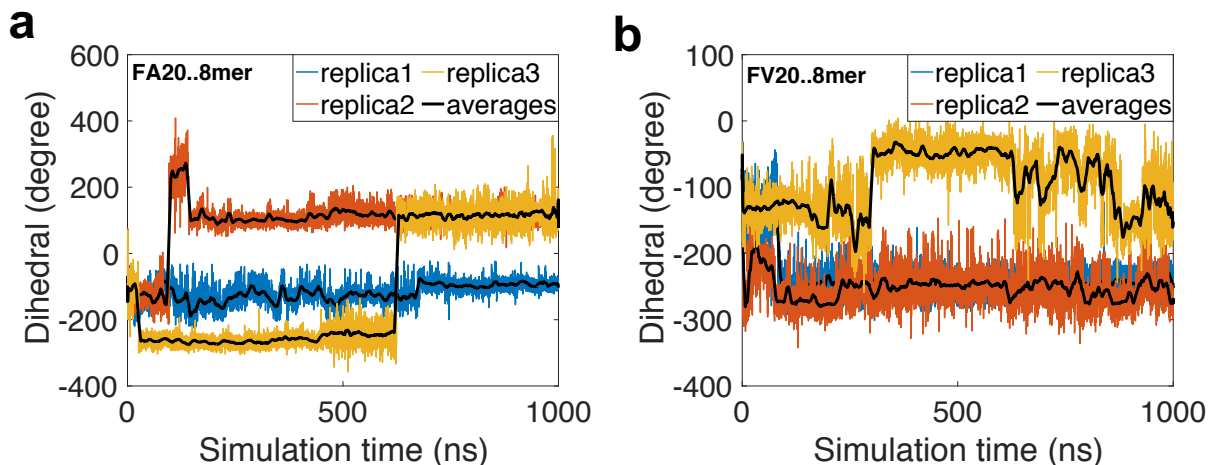 a
FA20..8mer
replica1
replica3
replica2
averages
600
400
200
0
-200
-400
Dihedral (degree)
0
500
1000
Simulation time (ns)
b
FV20..8mer
replica1
replica3
replica2
averages
100
0
-100
-200
-300
-400
Dihedral (degree)
0
500
1000
Simulation time (ns)